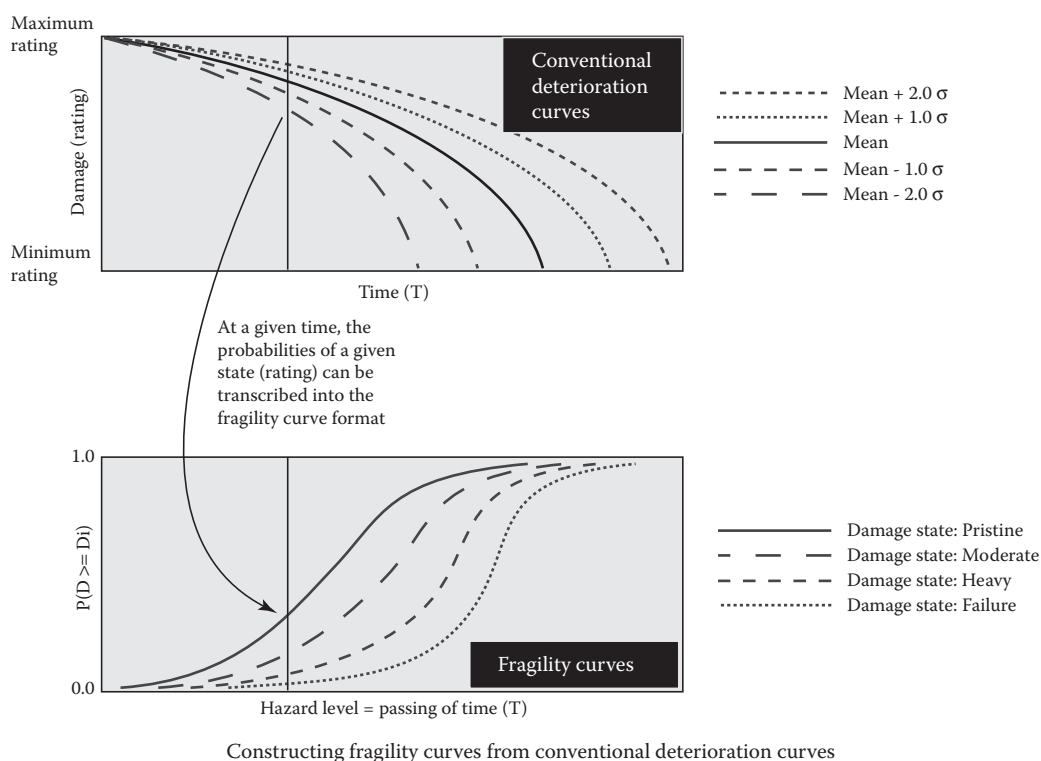 Maximum
rating
Damage (rating)
Minimum
rating
Conventional
deterioration
curves
Time (T)
Mean + 2.0 σ
Mean + 1.0 σ
Mean
Mean - 1.0 σ
Mean - 2.0 σ
At a given time, the
probabilities of a given
state (rating) can be
transcribed into the
fragility curve format
1.0
P(D >= Di)
0.0
Fragility curves
Hazard level = passing of time (T)
Damage state: Pristine
Damage state: Moderate
Damage state: Heavy
Damage state: Failure
Constructing fragility curves from conventional deterioration curves